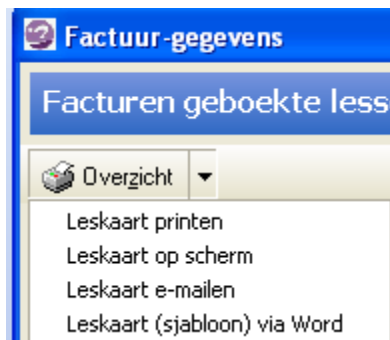 Factuur-gegevens
Facturen geboekte less
Overzicht
Leskaart printen
Leskaart op scherm
Leskaart e-mailen
Leskaart (sjabloon) via Word